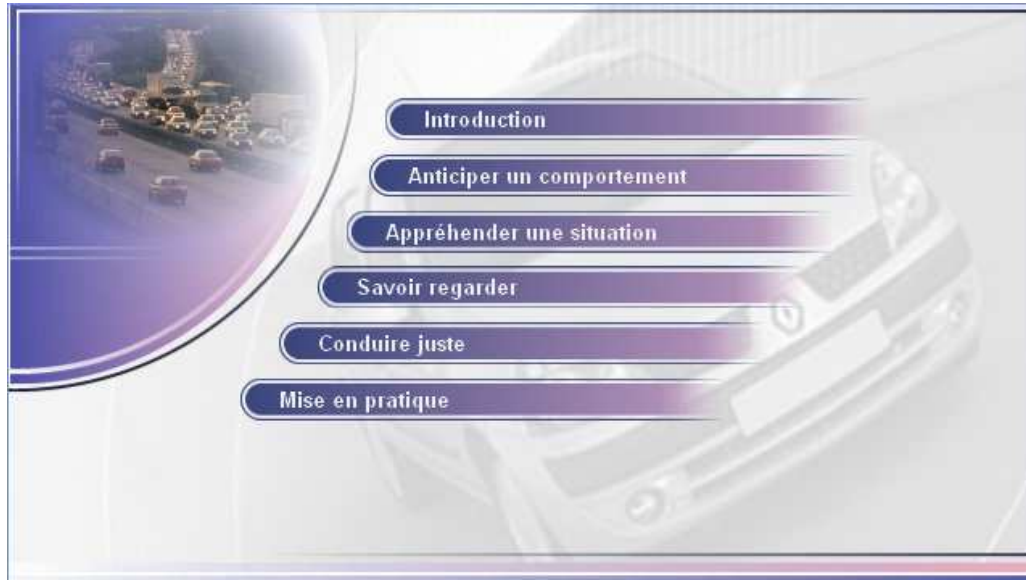 Introduction
Anticiper un comportement
Appréhender une situation
Savoir regarder
Conduire juste
Mise en pratique